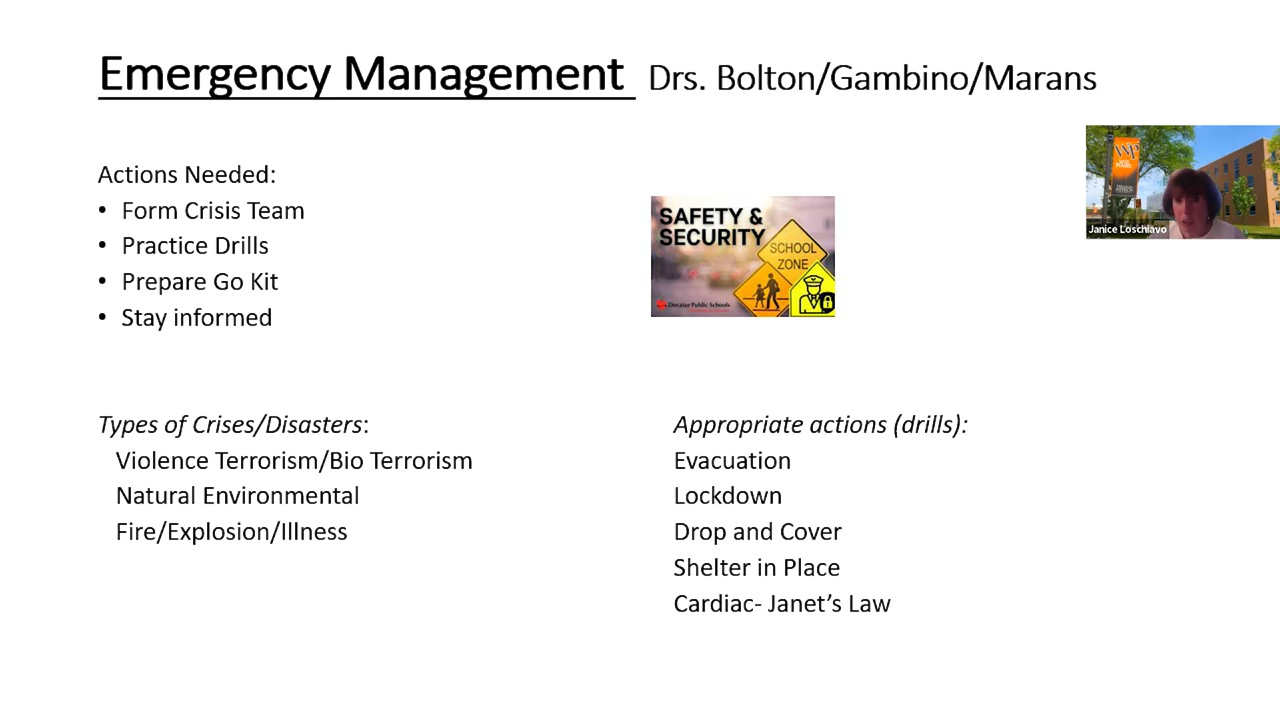 Emergency Management Drs. Bolton/Gambino/Marans
Actions Needed:
• Form Crisis Team
• Practice Drills
• Prepare Go Kit
• Stay informed
SAFETY &
SECURITY
SCHOOL
ZONE
Decatur Public Schools
WP
Janice Loschiavo
Types of Crises/Disasters:
Violence Terrorism/Bio Terrorism
Natural Environmental
Fire/Explosion/Illness
Appropriate actions (drills):
Evacuation
Lockdown
Drop and Cover
Shelter in Place
Cardiac- Janet’s Law